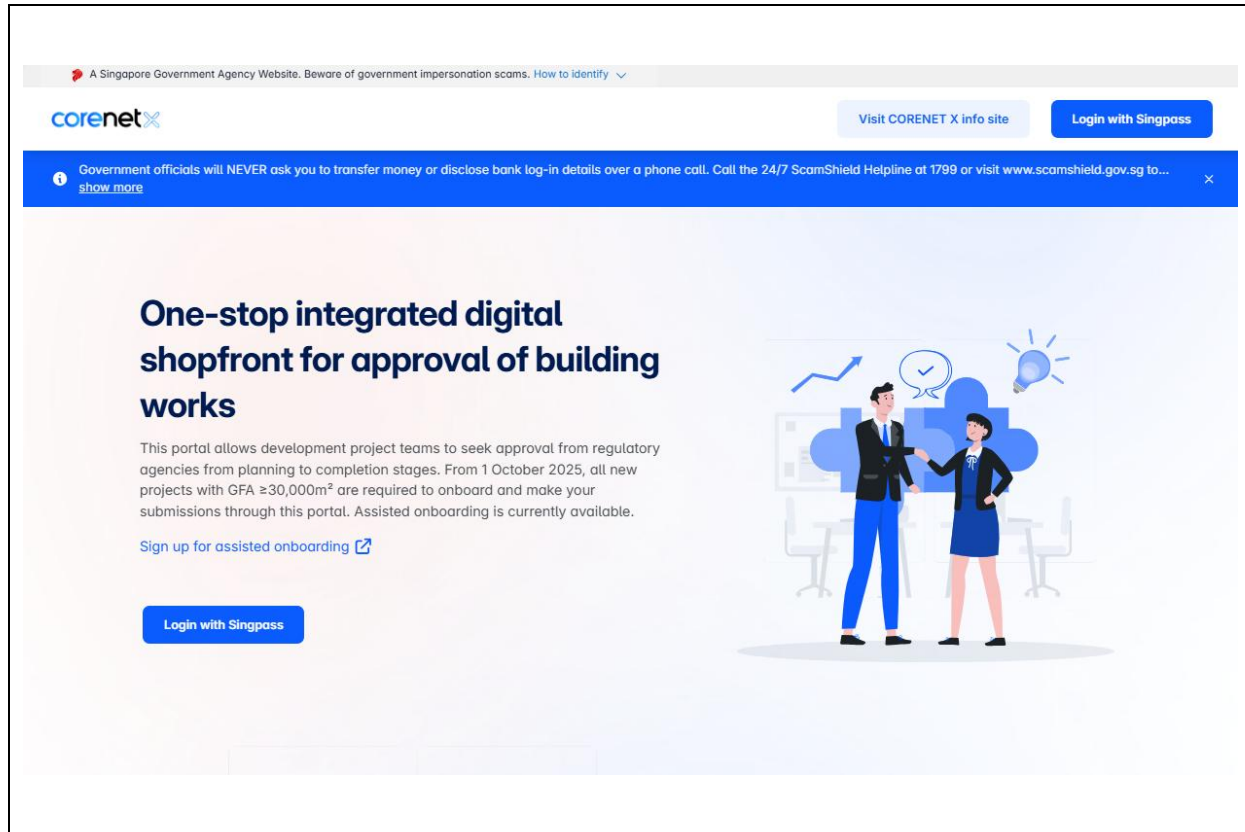 A Singapore Government Agency Website. Beware of government impersonation scams. How to identify
corenetX
Visit CORENET X info site
Login with Singpass
Government officials will NEVER ask you to transfer money or disclose bank log-in details over a phone call. Call the 24/7 ScamShield Helpline at 1799 or visit www.scamshield.gov.sg to...
show more
One-stop integrated digital
shopfront for approval of building
works
This portal allows development project teams to seek approval from regulatory
agencies from planning to completion stages. From 1 October 2025, all new
projects with GFA ≥30,000m² are required to onboard and make your
submissions through this portal. Assisted onboarding is currently available.
Sign up for assisted onboarding
Login with Singpass